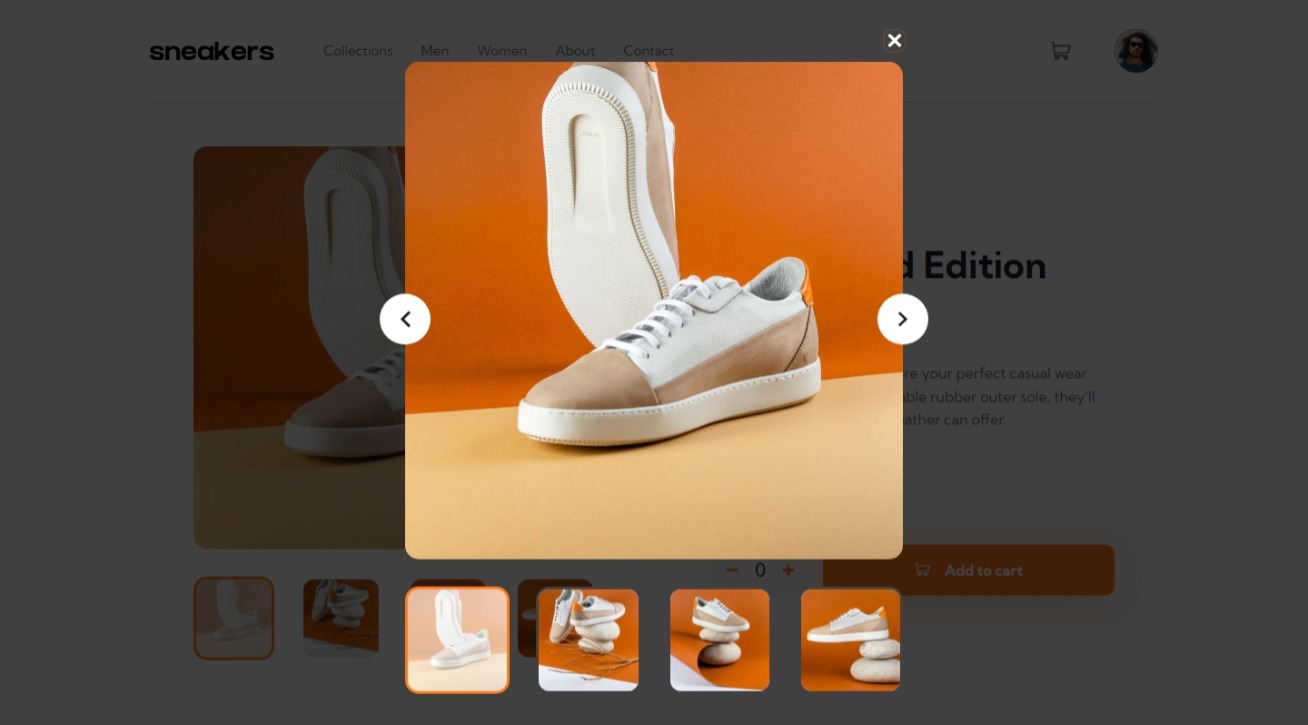 sneakers
Collections Men Women About Contact
Edition
re your perfect casual wear
able rubber outer sole, they'll
eather can offer.
0
Add to cart